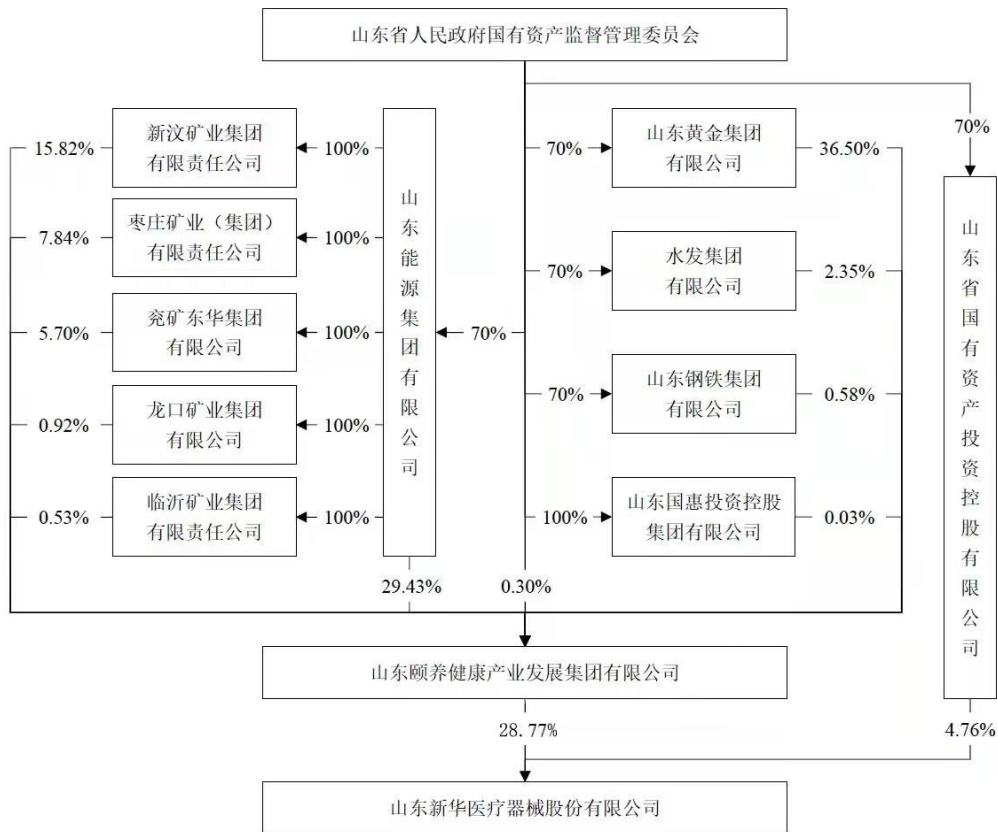 山东省人民政府国有资产监督管理委员会
70%
新汶矿业集团
有限责任公司
15.82%
100%
70%
山东黄金集团
有限公司
36.50%
枣庄矿业（集团）
有限责任公司
7.84%
100%
山东能源集团有限公司
70%
水发集团
有限公司
2.35%
山东省国有资产投资控股有限公司
兖矿东华集团
有限公司
5.70%
100%
70%
70%
山东钢铁集团
有限公司
0.58%
龙口矿业集团
有限公司
0.92%
100%
临沂矿业集团
有限责任公司
0.53%
100%
100%
山东国惠投资控股
集团有限公司
0.03%
29.43%
0.30%
山东颐养健康产业发展集团有限公司
28.77%
4.76%
山东新华医疗器械股份有限公司